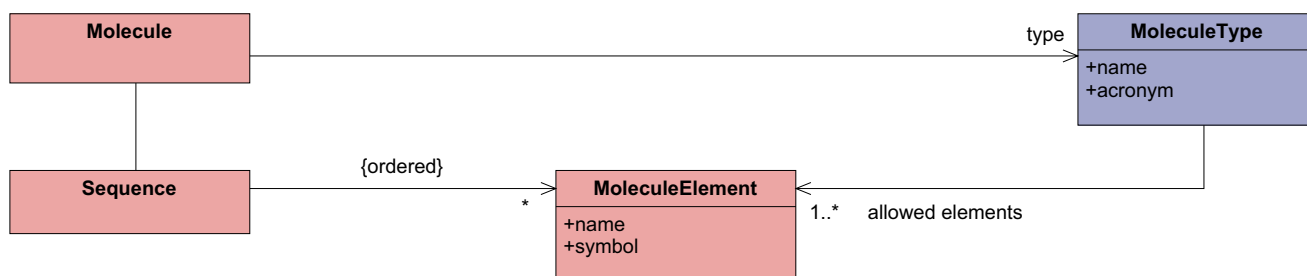 Molecule
type
MoleculeType
+name
+acronym
Sequence
{ordered}
*
MoleculeElement
+name
+symbol
1..*
allowed elements